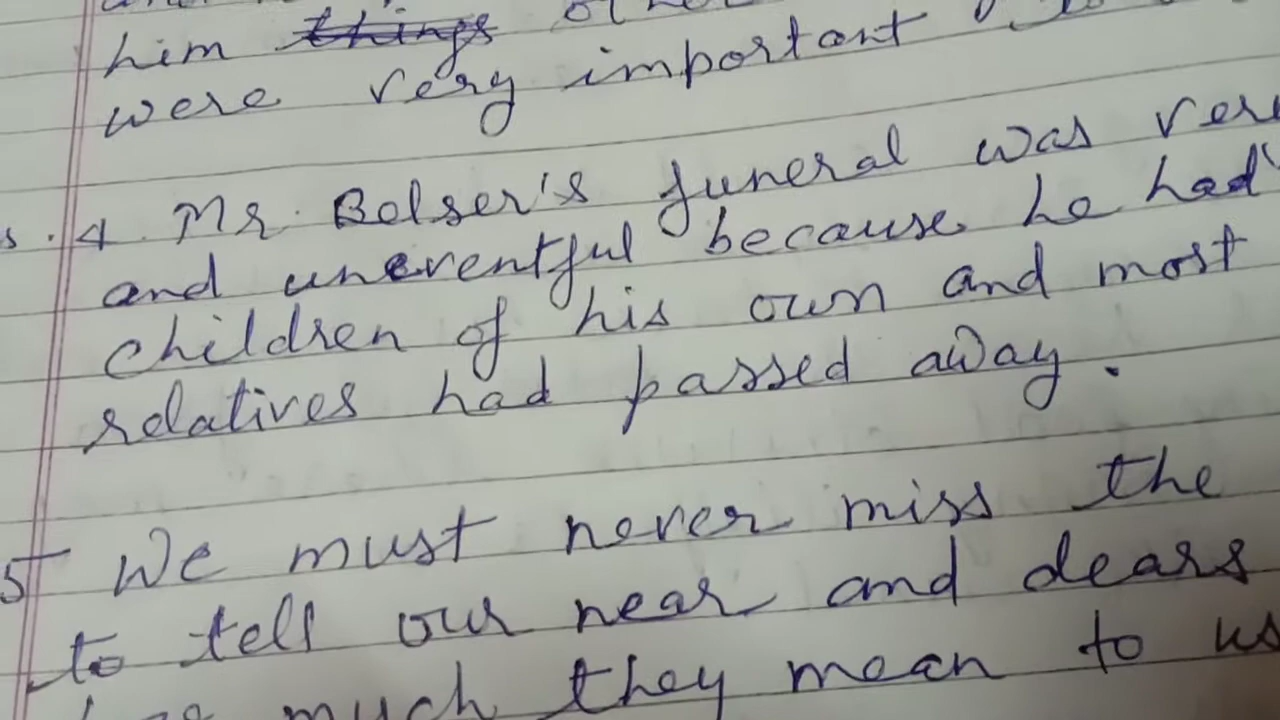 him things
were very important
s. 4. Mr. Belser's funeral was very
and uneventful because he had
children of his own and most
relatives had passed away.
5 We must never miss the
to tell our near and dears
much they mean to us